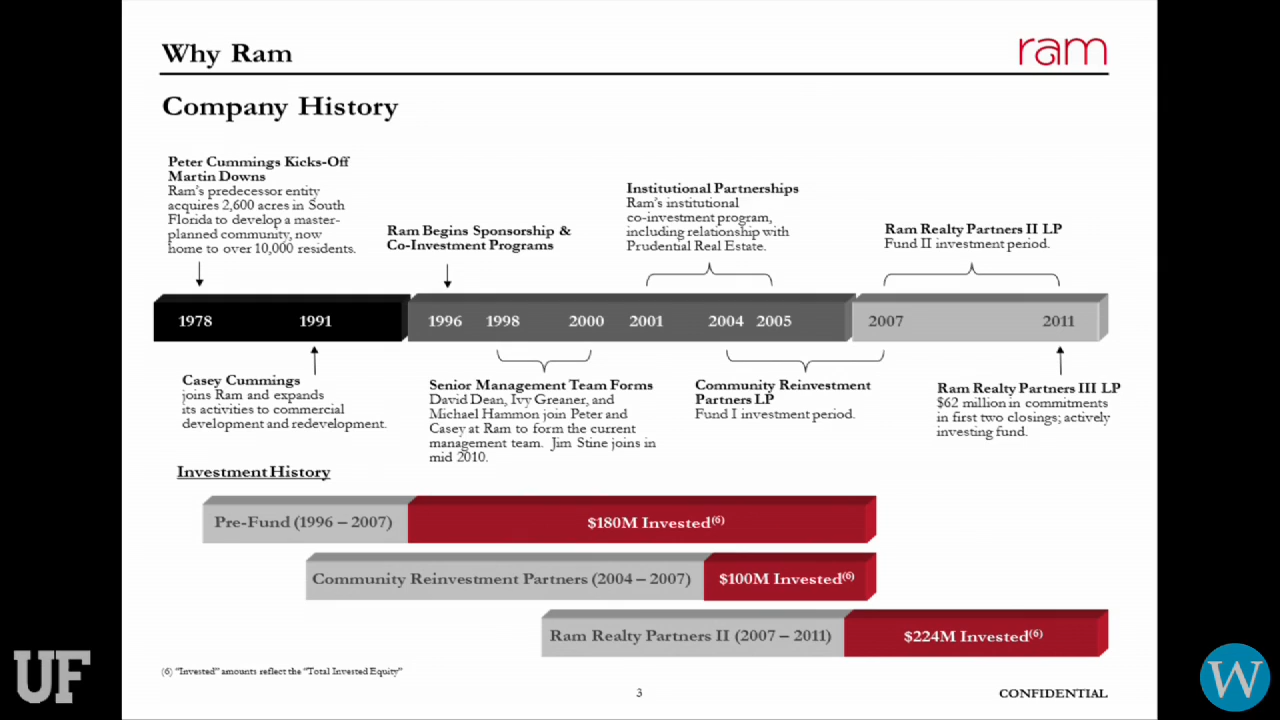 Why Ram
ram
Company History
Peter Cummings Kicks-Off
Martin Downs
Ram's predecessor entity
acquires 2,600 acres in South
Florida to develop a master-
planned community, now
home to over 10,000 residents.
Ram Begins Sponsorship &
Co-Investment Programs
Institutional Partnerships
Ram's institutional
co-investment program,
including relationship with
Prudential Real Estate.
Ram Realty Partners II LP
Fund II investment period.
1978 1991 1996 1998 2000 2001 2004 2005 2007 2011
Casey Cummings
joins Ram and expands
its activities to commercial
development and redevelopment.
Senior Management Team Forms
David Dean, Ivy Greaner, and
Michael Hammon join Peter and
Casey at Ram to form the current
management team. Jim Stine joins in
mid 2010.
Community Reinvestment
Partners LP
Fund I investment period.
Ram Realty Partners III LP
$62 million in commitments
in first two closings; actively
investing fund.
Investment History
Pre-Fund (1996 – 2007) $180M Invested(6)
Community Reinvestment Partners (2004 – 2007) $100M Invested(6)
Ram Realty Partners II (2007 – 2011) $224M Invested(6)
(6) "Invested" amounts reflect the "Total Invested Equity"
3
CONFIDENTIAL
UF
W